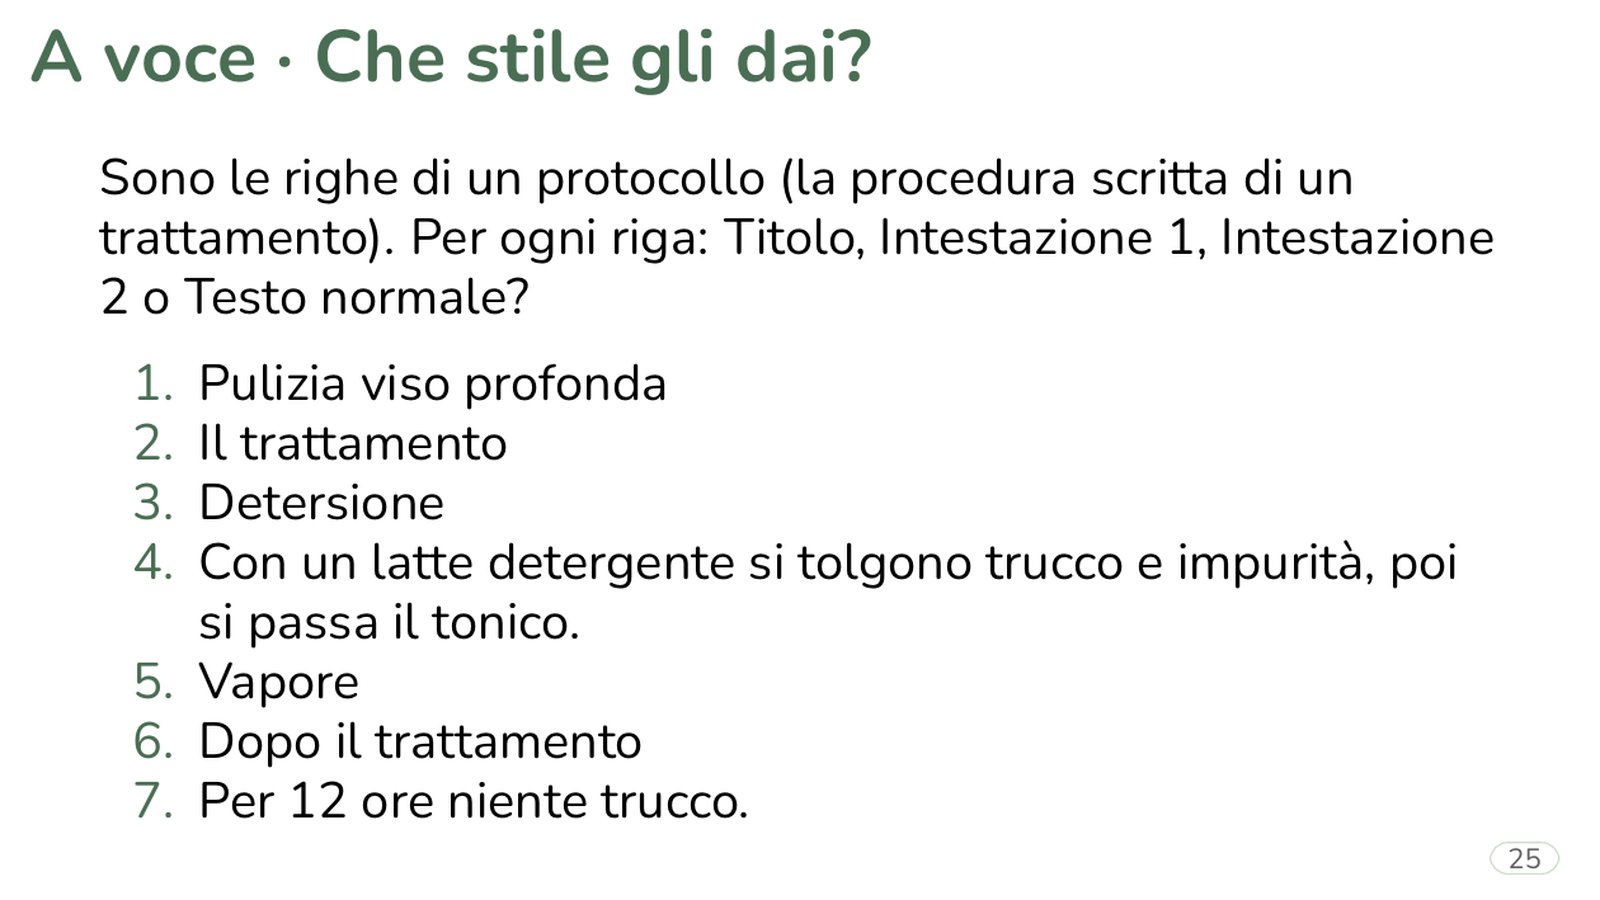 A voce · Che stile gli dai?
Sono le righe di un protocollo (la procedura scritta di un
trattamento). Per ogni riga: Titolo, Intestazione 1, Intestazione
2 o Testo normale?
1. Pulizia viso profonda
2. Il trattamento
3. Detersione
4. Con un latte detergente si tolgono trucco e impurità, poi
si passa il tonico.
5. Vapore
6. Dopo il trattamento
7. Per 12 ore niente trucco.
25